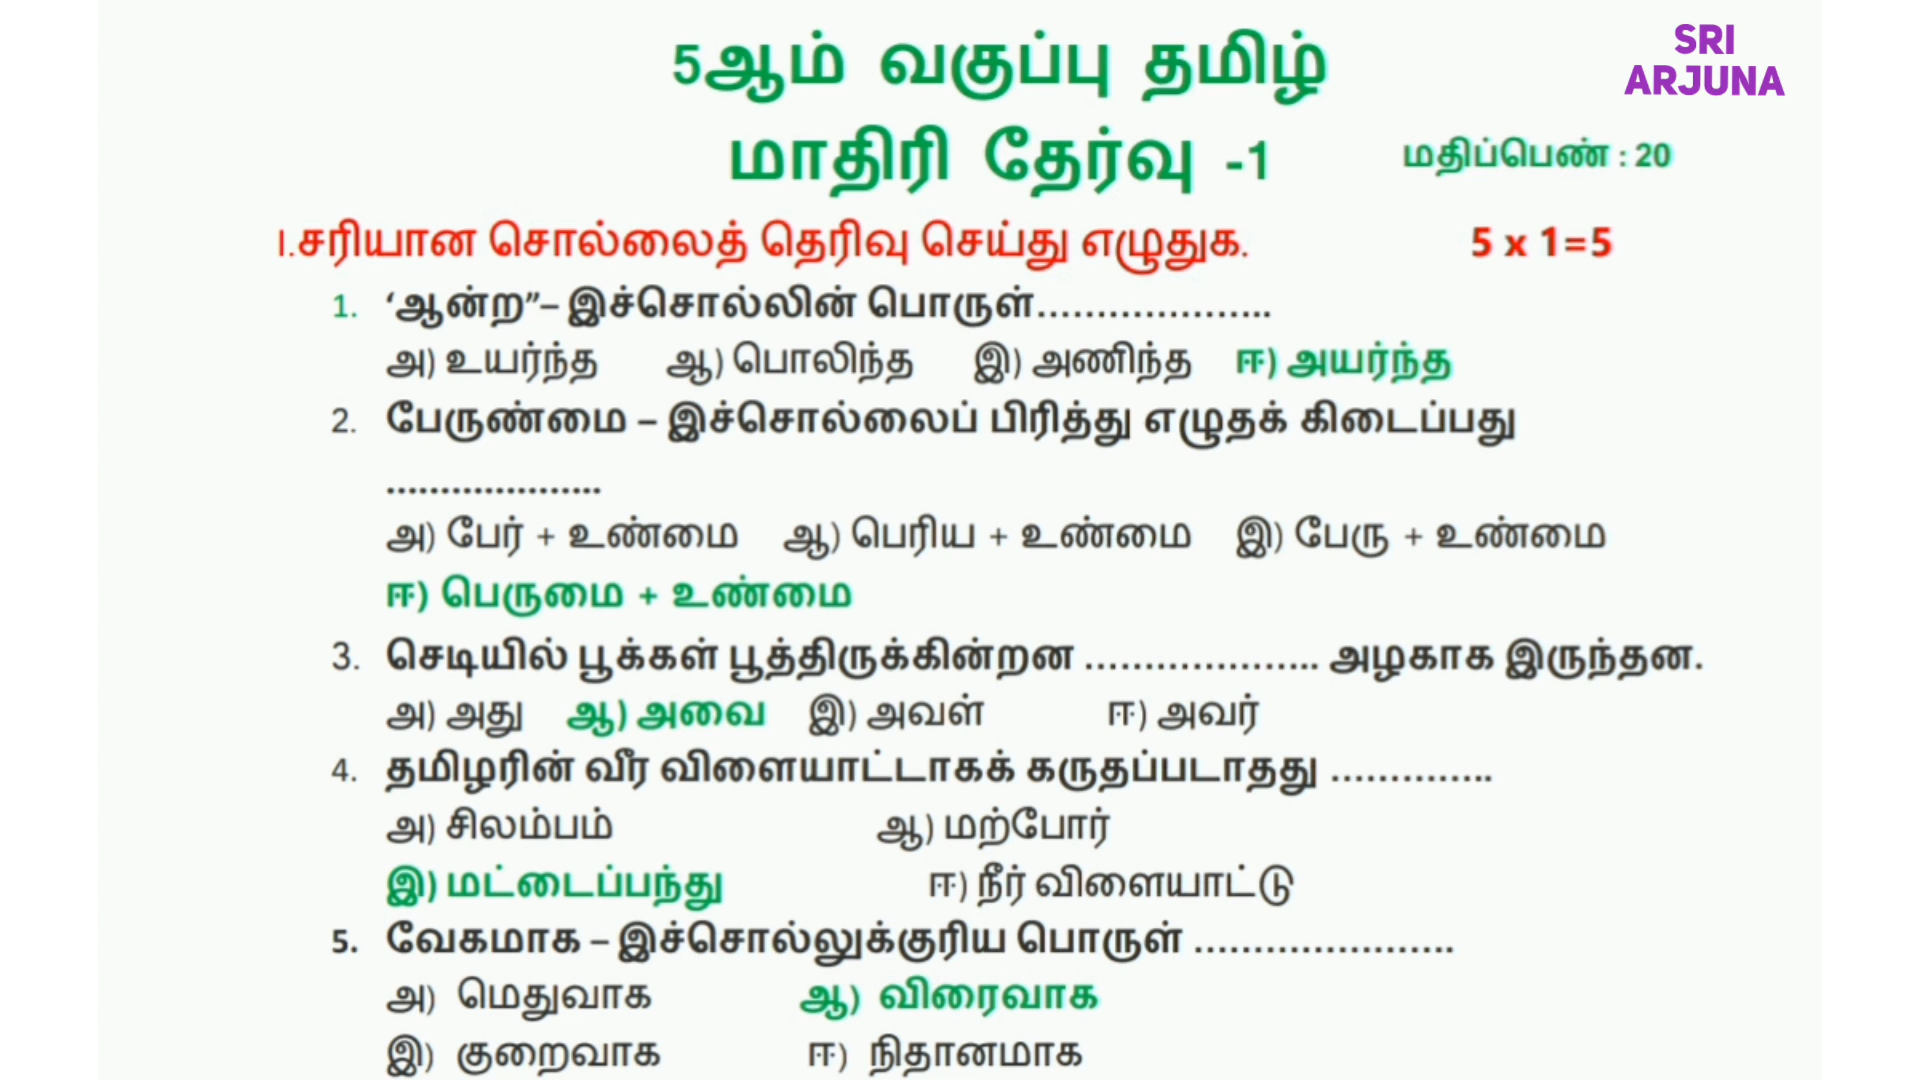 5ஆம் வகுப்பு தமிழ்
SRI
ARJUNA
மாதிரி தேர்வு -1 மதிப்பெண் : 20
I.சரியான சொல்லைத் தெரிவு செய்து எழுதுக. 5 x 1=5
1. ‘ஆன்ற”– இச்சொல்லின் பொருள்………………..
அ) உயர்ந்த ஆ) பொலிந்த இ) அணிந்த ஈ) அயர்ந்த
2. பேருண்மை – இச்சொல்லைப் பிரித்து எழுதக் கிடைப்பது
………………..
அ) பேர் + உண்மை ஆ) பெரிய + உண்மை இ) பேரு + உண்மை
ஈ) பெருமை + உண்மை
3. செடியில் பூக்கள் பூத்திருக்கின்றன ……………….. அழகாக இருந்தன.
அ) அது ஆ) அவை இ) அவள் ஈ) அவர்
4. தமிழரின் வீர விளையாட்டாகக் கருதப்படாதது …………..
அ) சிலம்பம் ஆ) மற்போர்
இ) மட்டைப்பந்து ஈ) நீர் விளையாட்டு
5. வேகமாக – இச்சொல்லுக்குரிய பொருள் ………………….
அ) மெதுவாக ஆ) விரைவாக
இ) குறைவாக ஈ) நிதானமாக